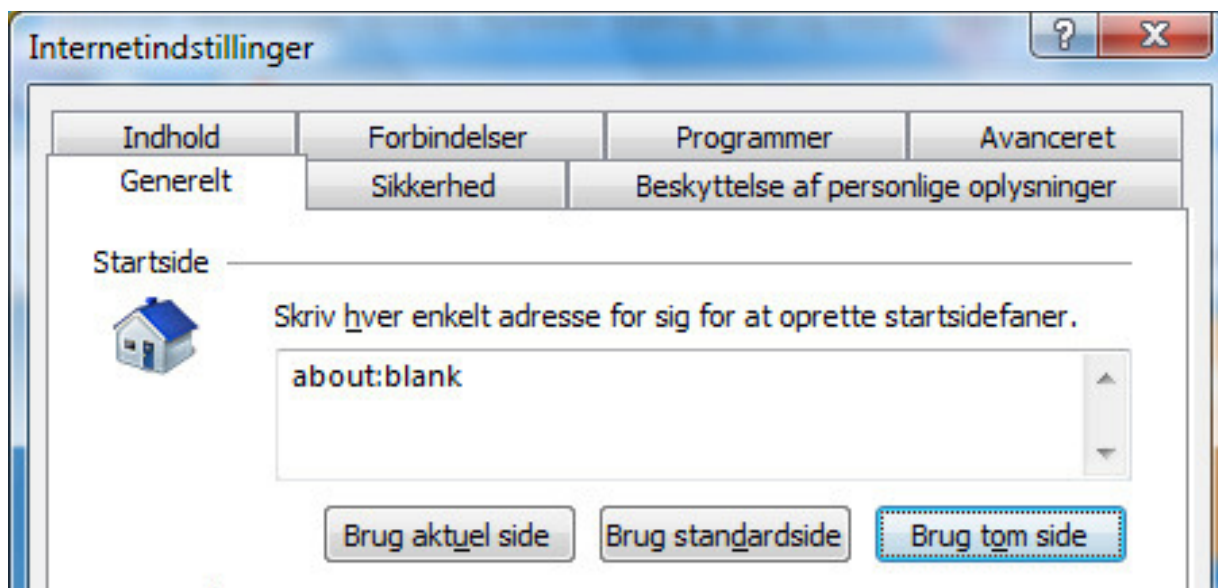 Internetindstillinger
?
X
Indhold Forbindelser Programmer Avanceret
Generelt Sikkerhed Beskyttelse af personlige oplysninger
Startside
Skriv hver enkelt adresse for sig for at oprette startsidefaner.
about:blank
Brug aktuel side Brug standardside Brug tom side